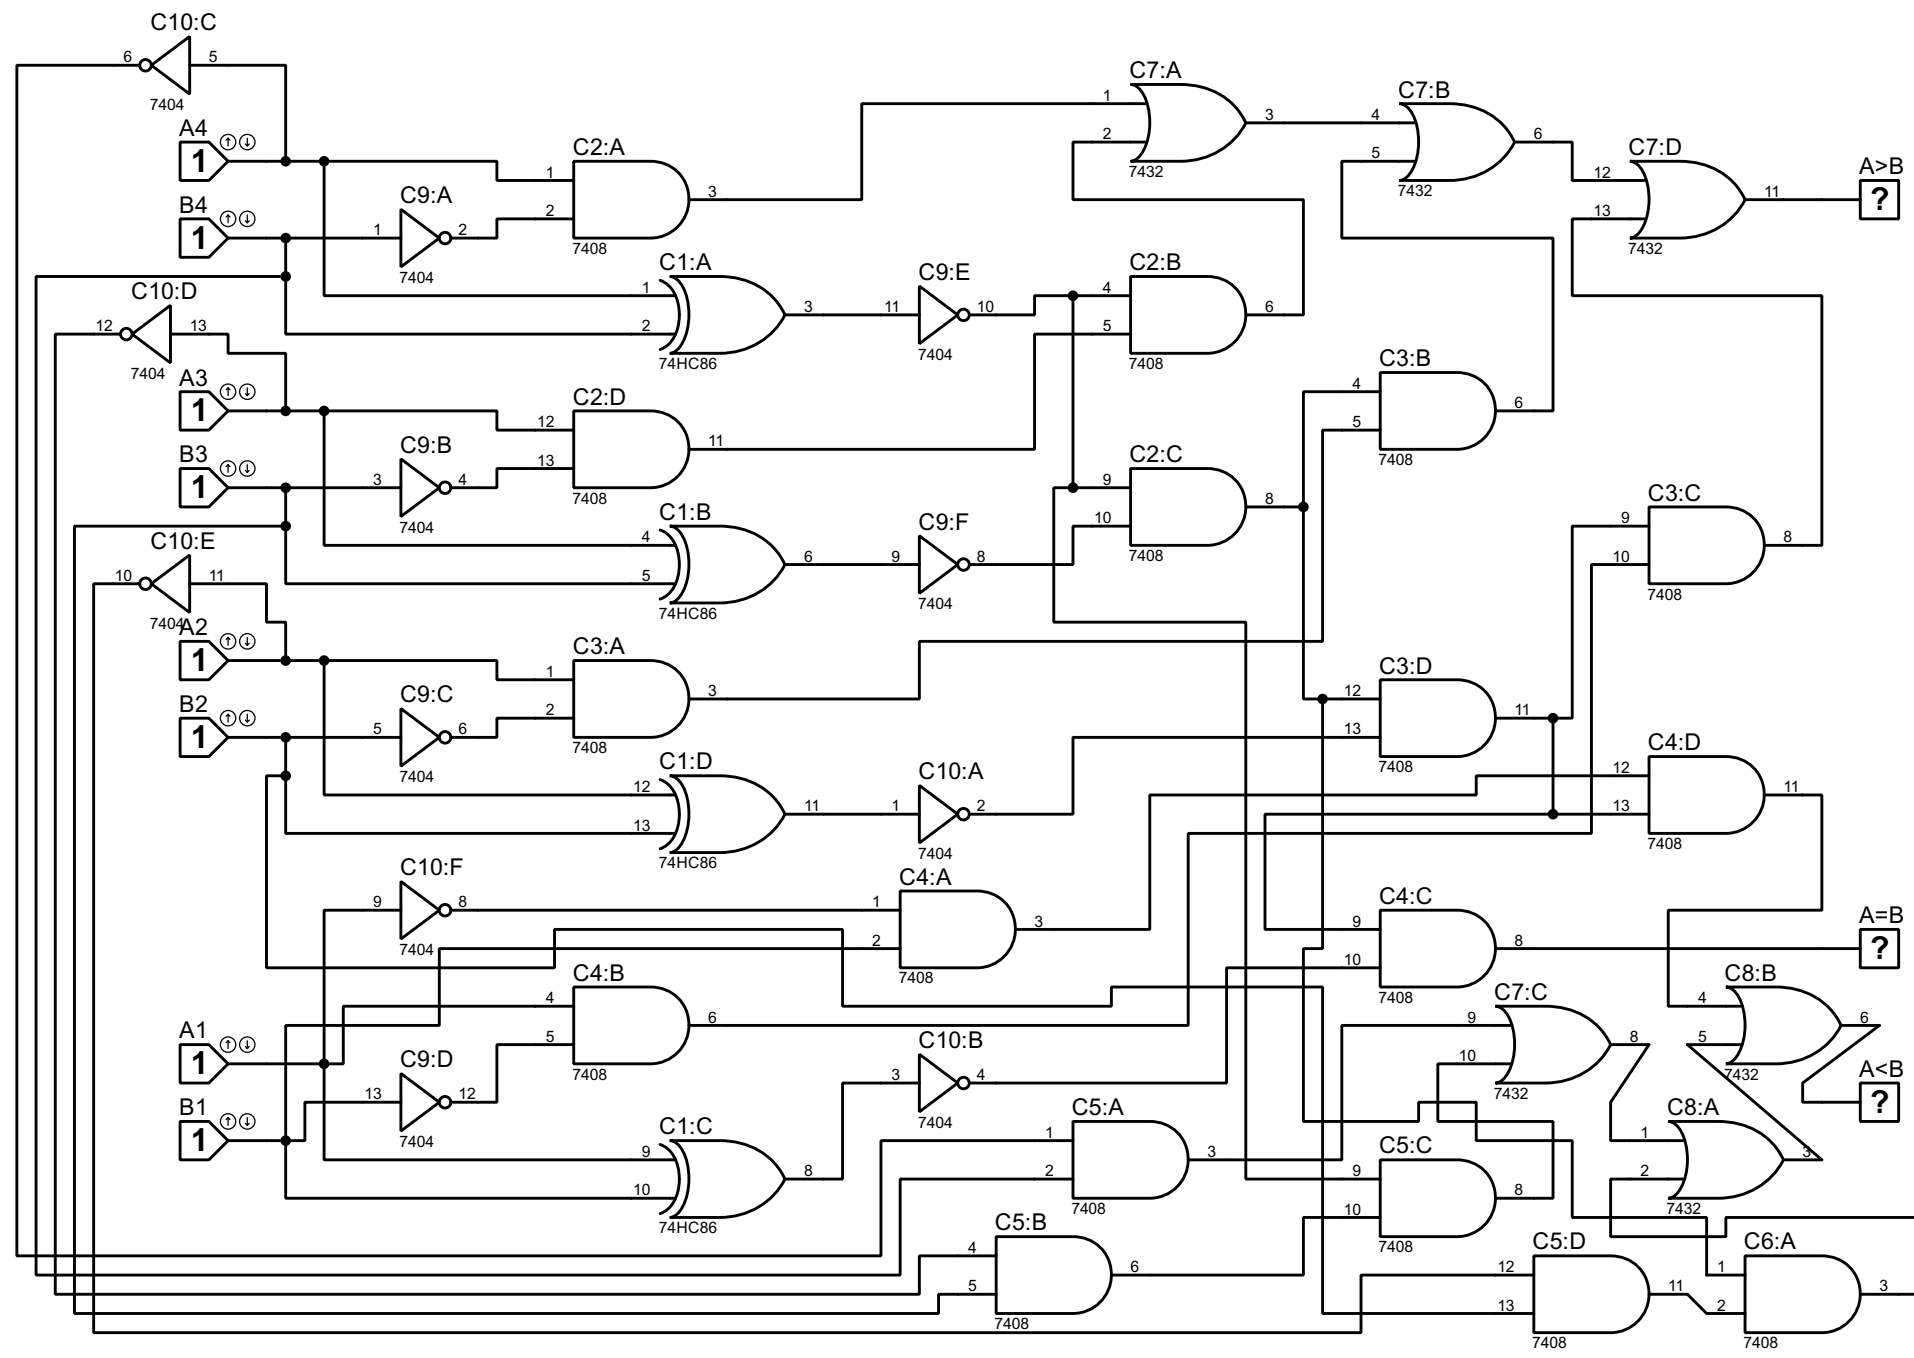 C10:C
6 5
7404
A4
1
B4
1
C9:A
1 2
7404
C2:A
1
2
3
7408
C7:A
1
2
3
7432
C7:B
4
5
6
7432
C7:D
12
13
11
7432
A>B
?
C10:D
12 13
7404
C1:A
1
2
3
74HC86
C9:E
11 10
7404
C2:B
4
5
6
7408
A3
1
B3
1
C9:B
3 4
7404
C2:D
12
13
11
7408
C3:B
4
5
6
7408
C1:B
4
5
6
74HC86
C9:F
9 8
7404
C2:C
9
10
8
7408
C3:C
9
10
8
7408
C10:E
10 11
7404
A2
1
B2
1
C9:C
5 6
7404
C3:A
1
2
3
7408
C3:D
12
13
11
7408
C1:D
12
13
11
74HC86
C10:A
1 2
7404
C4:D
12
13
11
7408
C10:F
9 8
7404
C4:A
1
2
3
7408
C4:C
9
10
8
7408
A=B
?
C4:B
4
5
6
7408
A1
1
B1
1
C9:D
13 12
7404
C10:B
3 4
7404
C7:C
9
10
8
7432
C8:B
4
5
6
7432
A<B
?
C1:C
9
10
8
74HC86
C5:A
1
2
3
7408
C5:C
9
10
8
7408
C8:A
1
2
3
7432
C5:B
4
5
6
7408
C5:D
12
13
11
7408
C6:A
1
2
3
7408